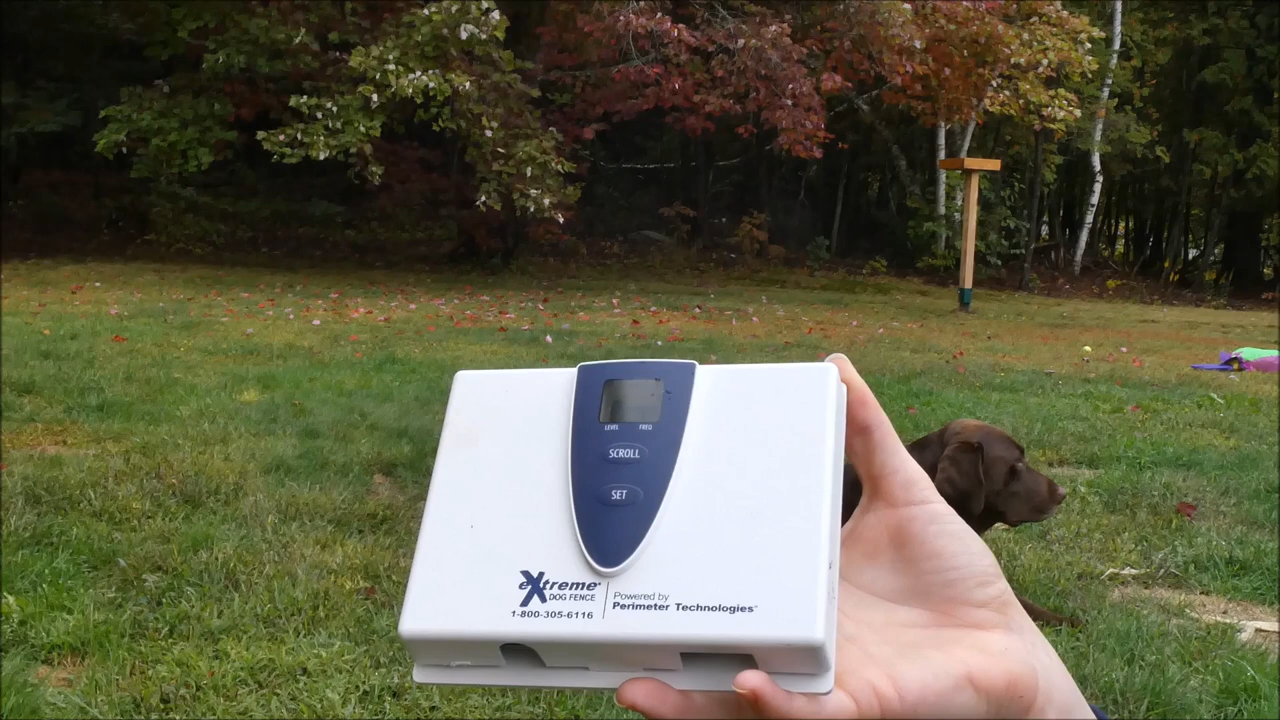 LEVEL FREQ
SCROLL
SET
eXtreme
DOG FENCE
1-800-305-6116
Powered by
Perimeter Technologies